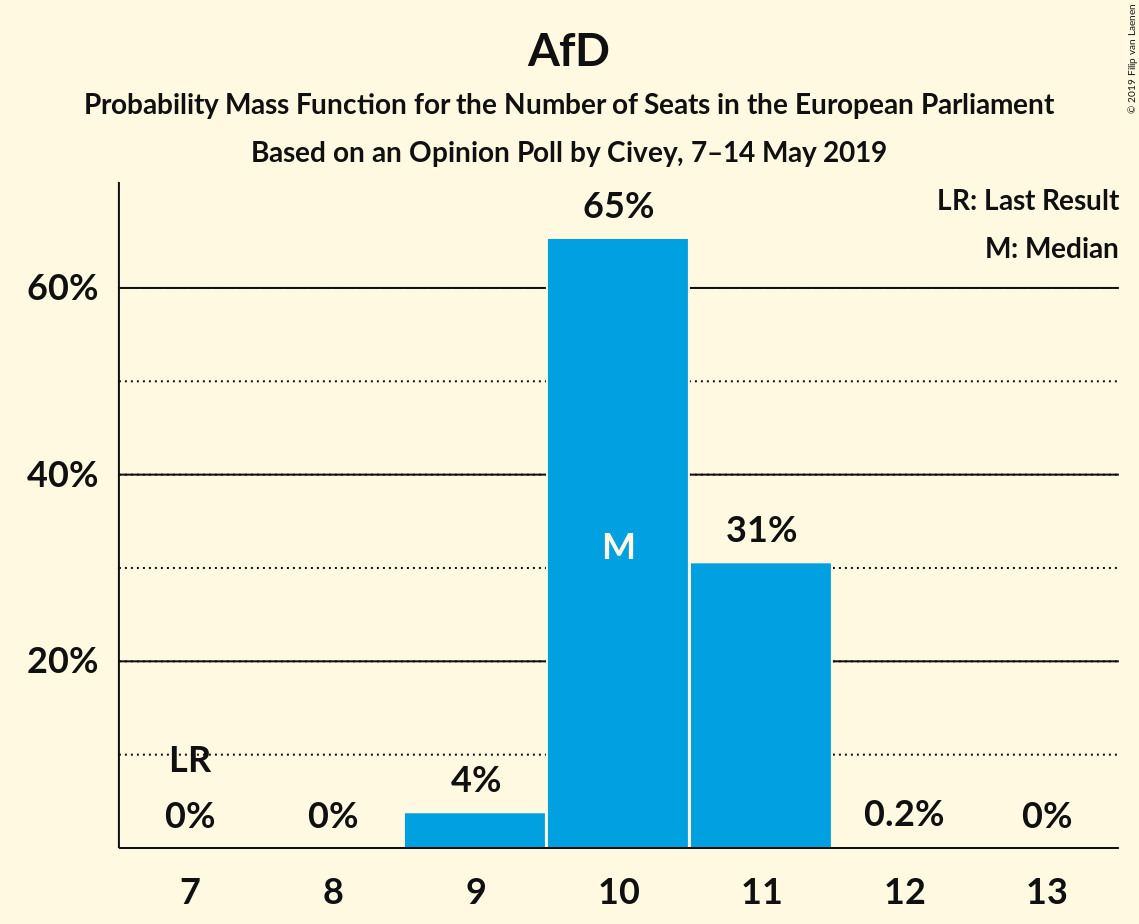 AfD
Probability Mass Function for the Number of Seats in the European Parliament
Based on an Opinion Poll by Civey, 7–14 May 2019
© 2019 Filip van Laenen
LR: Last Result
M: Median
65%
60%
40%
M
31%
20%
LR
0%
0%
4%
0.2%
0%
7
8
9
10
11
12
13